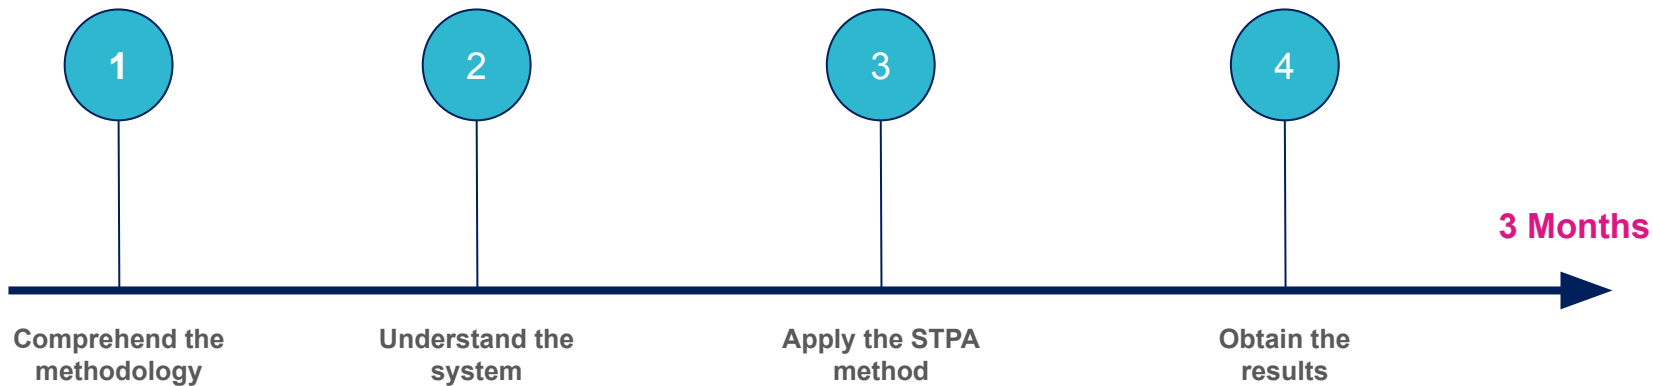 1
2
3
4
3 Months
Comprehend the
methodology
Understand the
system
Apply the STPA
method
Obtain the
results